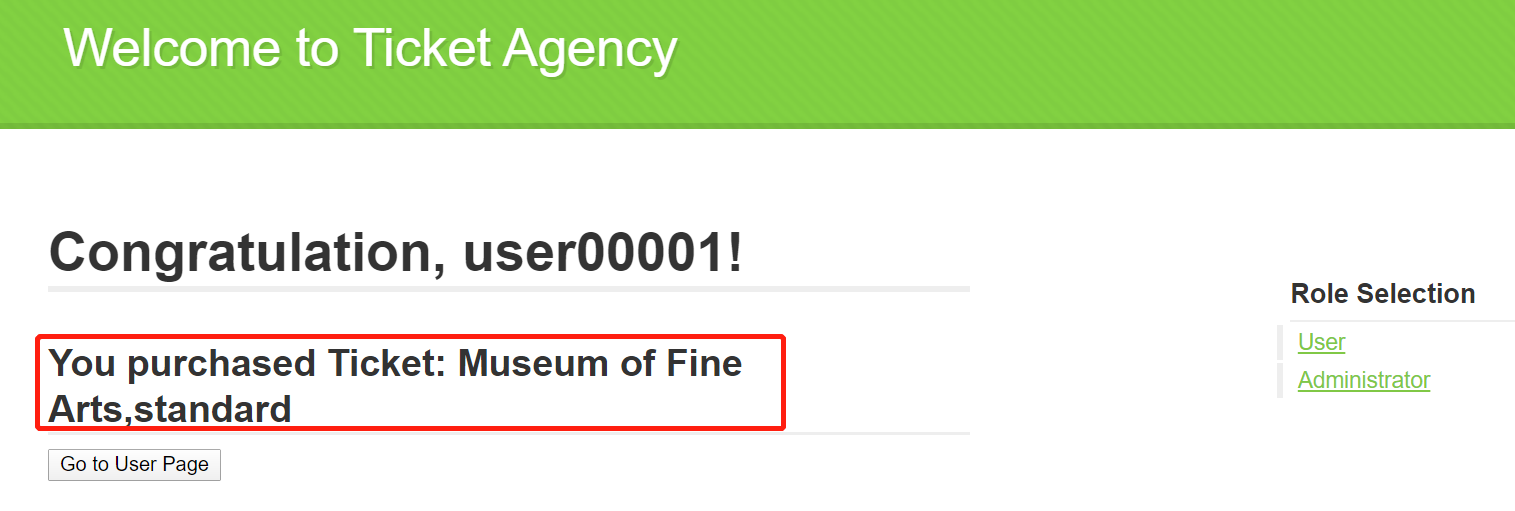 Welcome to Ticket Agency
Congratulation, user00001!
You purchased Ticket: Museum of Fine
Arts,standard
Go to User Page
Role Selection
User
Administrator